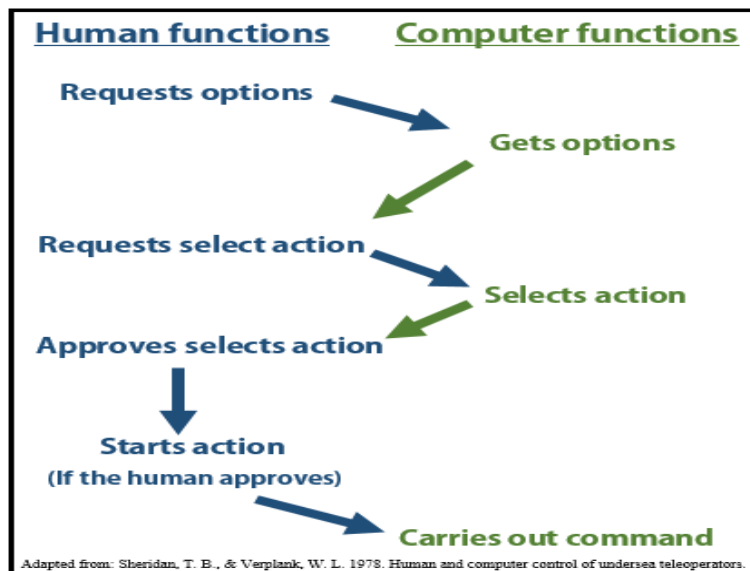 Human functions
Computer functions
Requests options
Gets options
Requests select action
Selects action
Approves selects action
Starts action
(If the human approves)
Carries out command
Adapted from: Sheridan, T. B., & Verplank, W. L. 1978. Human and computer control of undersea teleoperators.